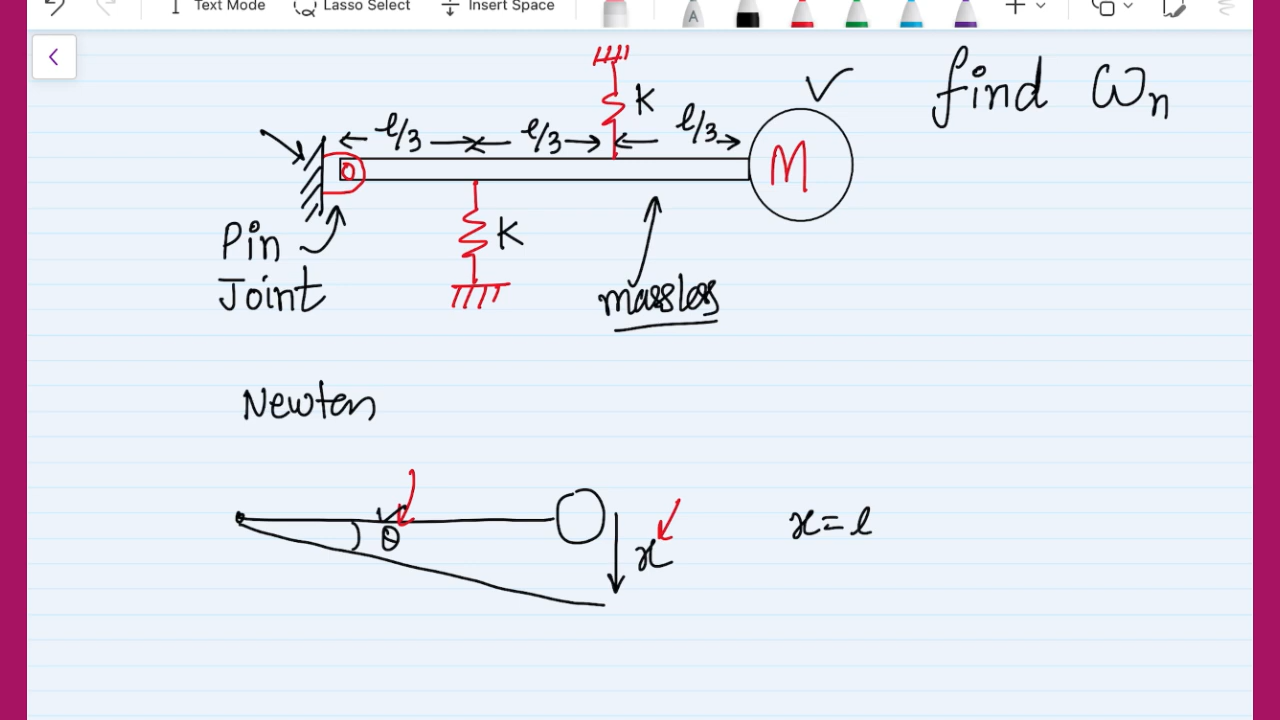 Text Mode Lasso Select Insert Space
A
find ωn
K
l/3 l/3 l/3
M
Pin
Joint
K
massless
Newton
θ
x
x=l